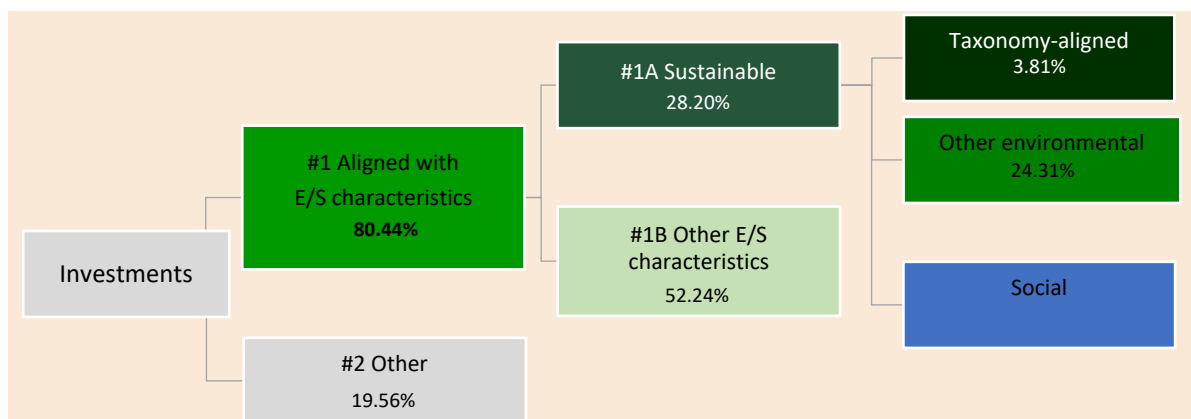 Investments
#1 Aligned with
E/S characteristics
80.44%
#2 Other
19.56%
#1A Sustainable
28.20%
#1B Other E/S
characteristics
52.24%
Taxonomy-aligned
3.81%
Other environmental
24.31%
Social